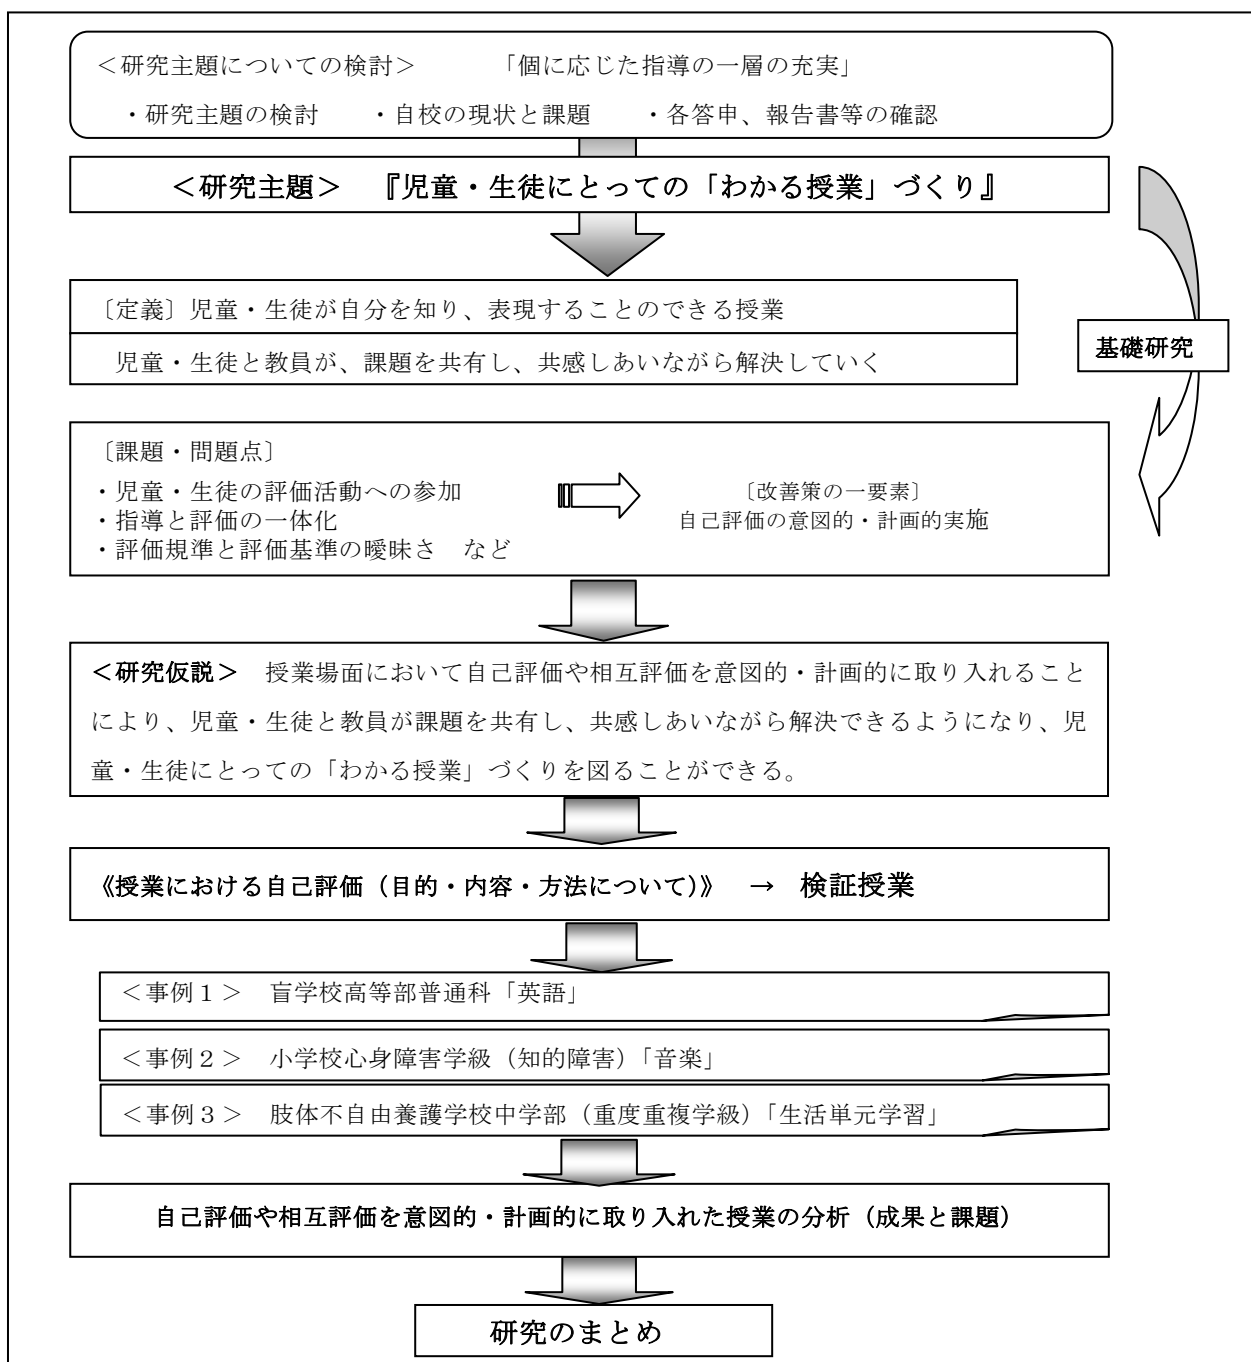 ＜研究主題についての検討＞　「個に応じた指導の一層の充実」
・研究主題の検討　・自校の現状と課題　・各答申、報告書等の確認
＜研究主題＞　『児童・生徒にとっての「わかる授業」づくり』
〔定義〕児童・生徒が自分を知り、表現することのできる授業
児童・生徒と教員が、課題を共有し、共感しあいながら解決していく
基礎研究
〔課題・問題点〕
・児童・生徒の評価活動への参加
・指導と評価の一体化
・評価規準と評価基準の曖昧さ　など
〔改善策の一要素〕
自己評価の意図的・計画的実施
＜研究仮説＞　授業場面において自己評価や相互評価を意図的・計画的に取り入れること
により、児童・生徒と教員が課題を共有し、共感しあいながら解決できるようになり、児
童・生徒にとっての「わかる授業」づくりを図ることができる。
《授業における自己評価（目的・内容・方法について）》　→　検証授業
＜事例１＞　盲学校高等部普通科「英語」
＜事例２＞　小学校心身障害学級（知的障害）「音楽」
＜事例３＞　肢体不自由養護学校中学部（重度重複学級）「生活単元学習」
自己評価や相互評価を意図的・計画的に取り入れた授業の分析（成果と課題）
研究のまとめ